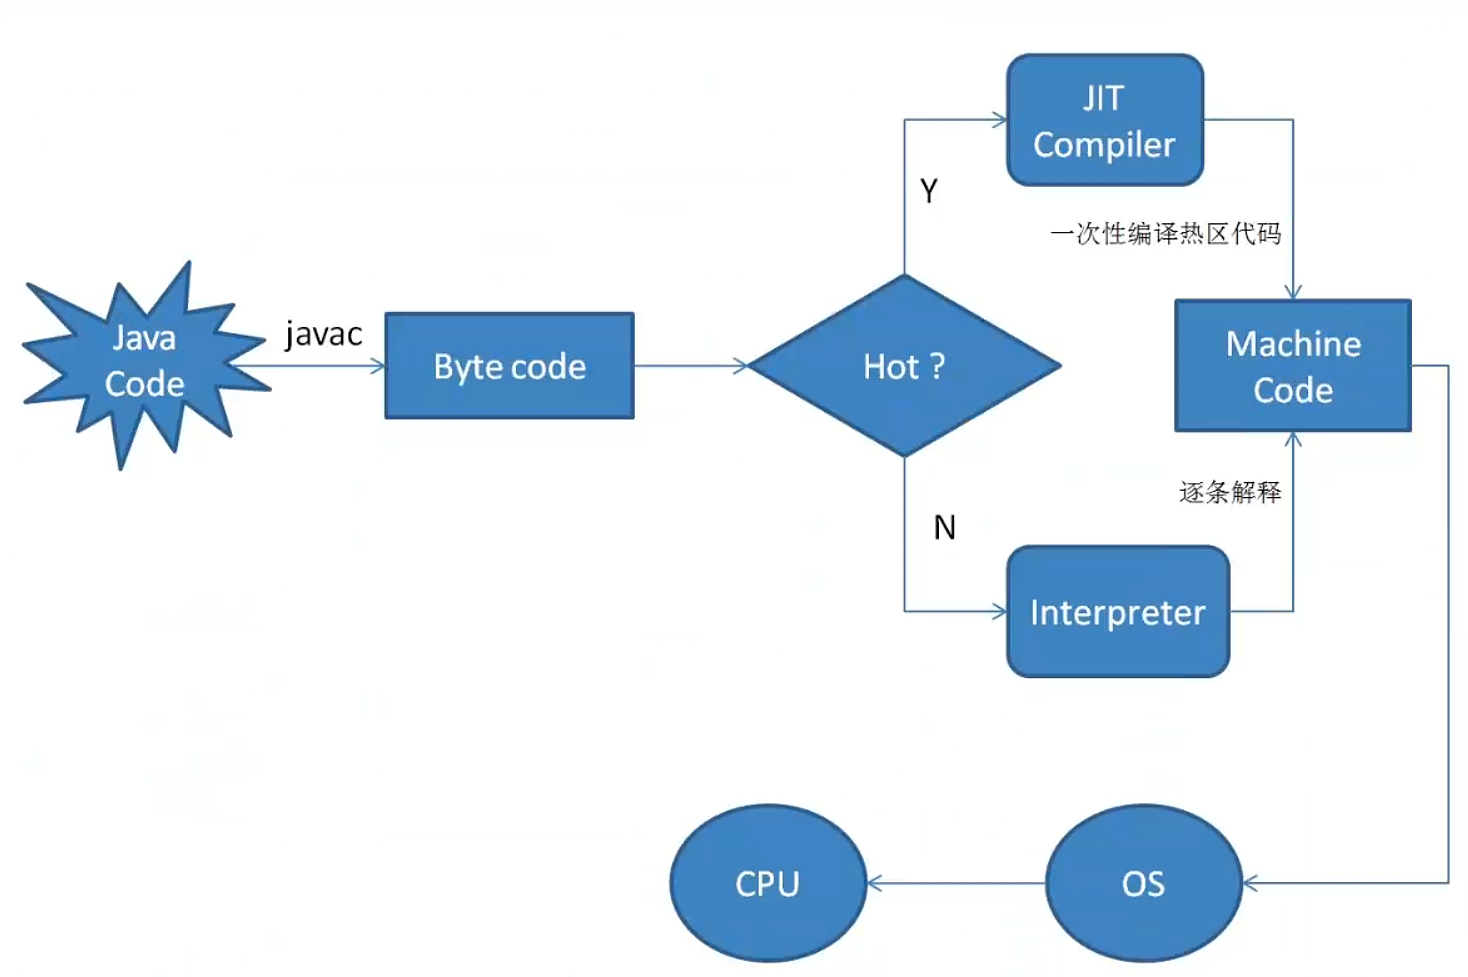 JIT
Compiler
Y
一次性编译热区代码
Java
Code
javac
Byte code
Hot ?
Machine
Code
逐条解释
N
Interpreter
CPU
OS